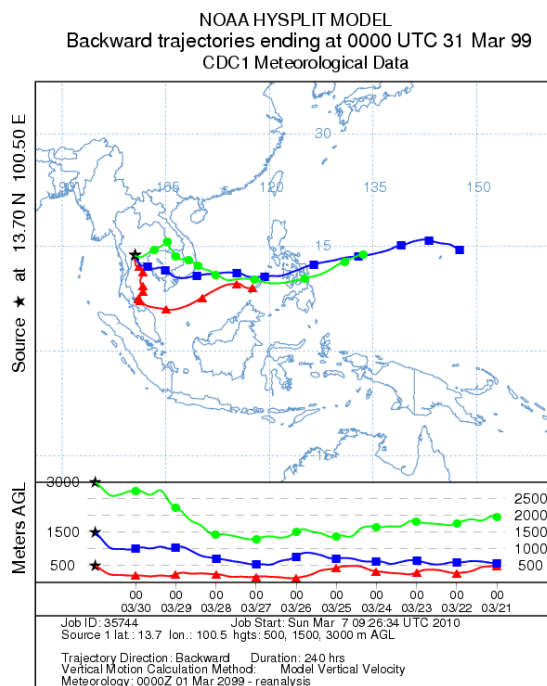 NOAA HYSPLIT MODEL
Backward trajectories ending at 0000 UTC 31 Mar 99
CDC1 Meteorological Data
Source ★ at 13.70 N 100.50 E
30
90 105 120 135 150
15
Meters AGL
3000
1500
500
2500
2000
1500
1000
500
00 00 00 00 00 00 00 00 00 00
03/30 03/29 03/28 03/27 03/26 03/25 03/24 03/23 03/22 03/21
Job ID: 35744 Job Start: Sun Mar 7 09:26:34 UTC 2010
Source 1 lat.: 13.7 lon.: 100.5 hgts: 500, 1500, 3000 m AGL
Trajectory Direction: Backward Duration: 240 hrs
Vertical Motion Calculation Method: Model Vertical Velocity
Meteorology: 0000Z 01 Mar 2099 - reanalysis